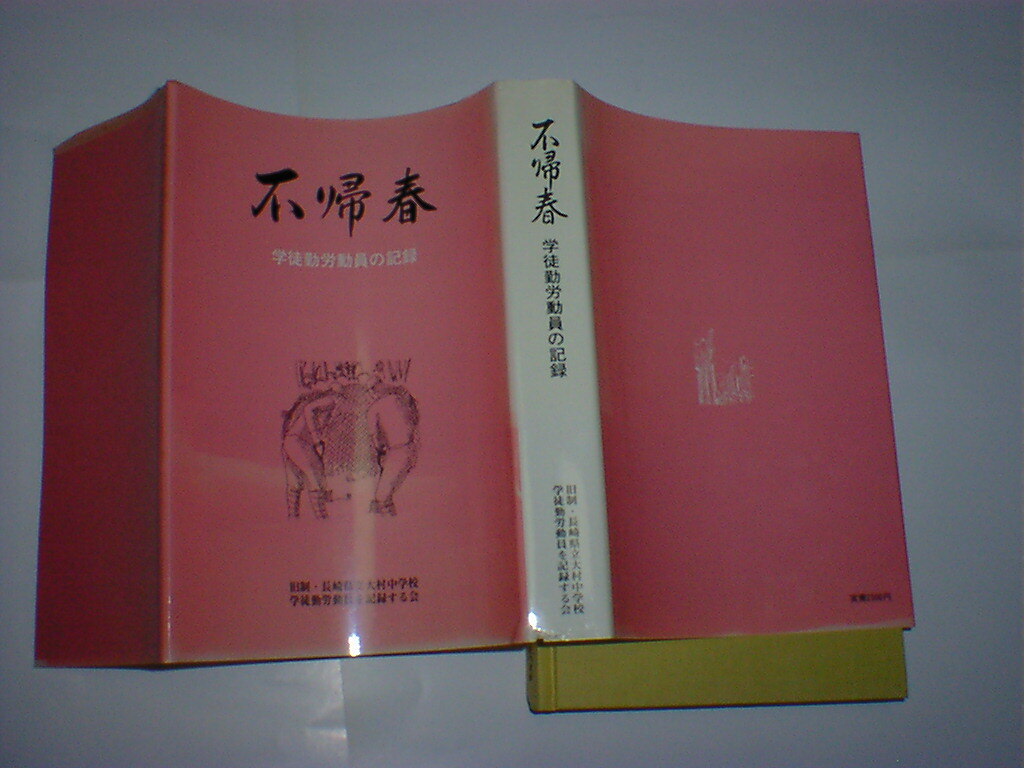 不帰春
学徒勤労動員の記録
旧制・長崎県立大村中学校
学徒勤労動員を記録する会
不帰春
学徒勤労動員の記録
旧制・長崎県立大村中学校
学徒勤労動員を記録する会